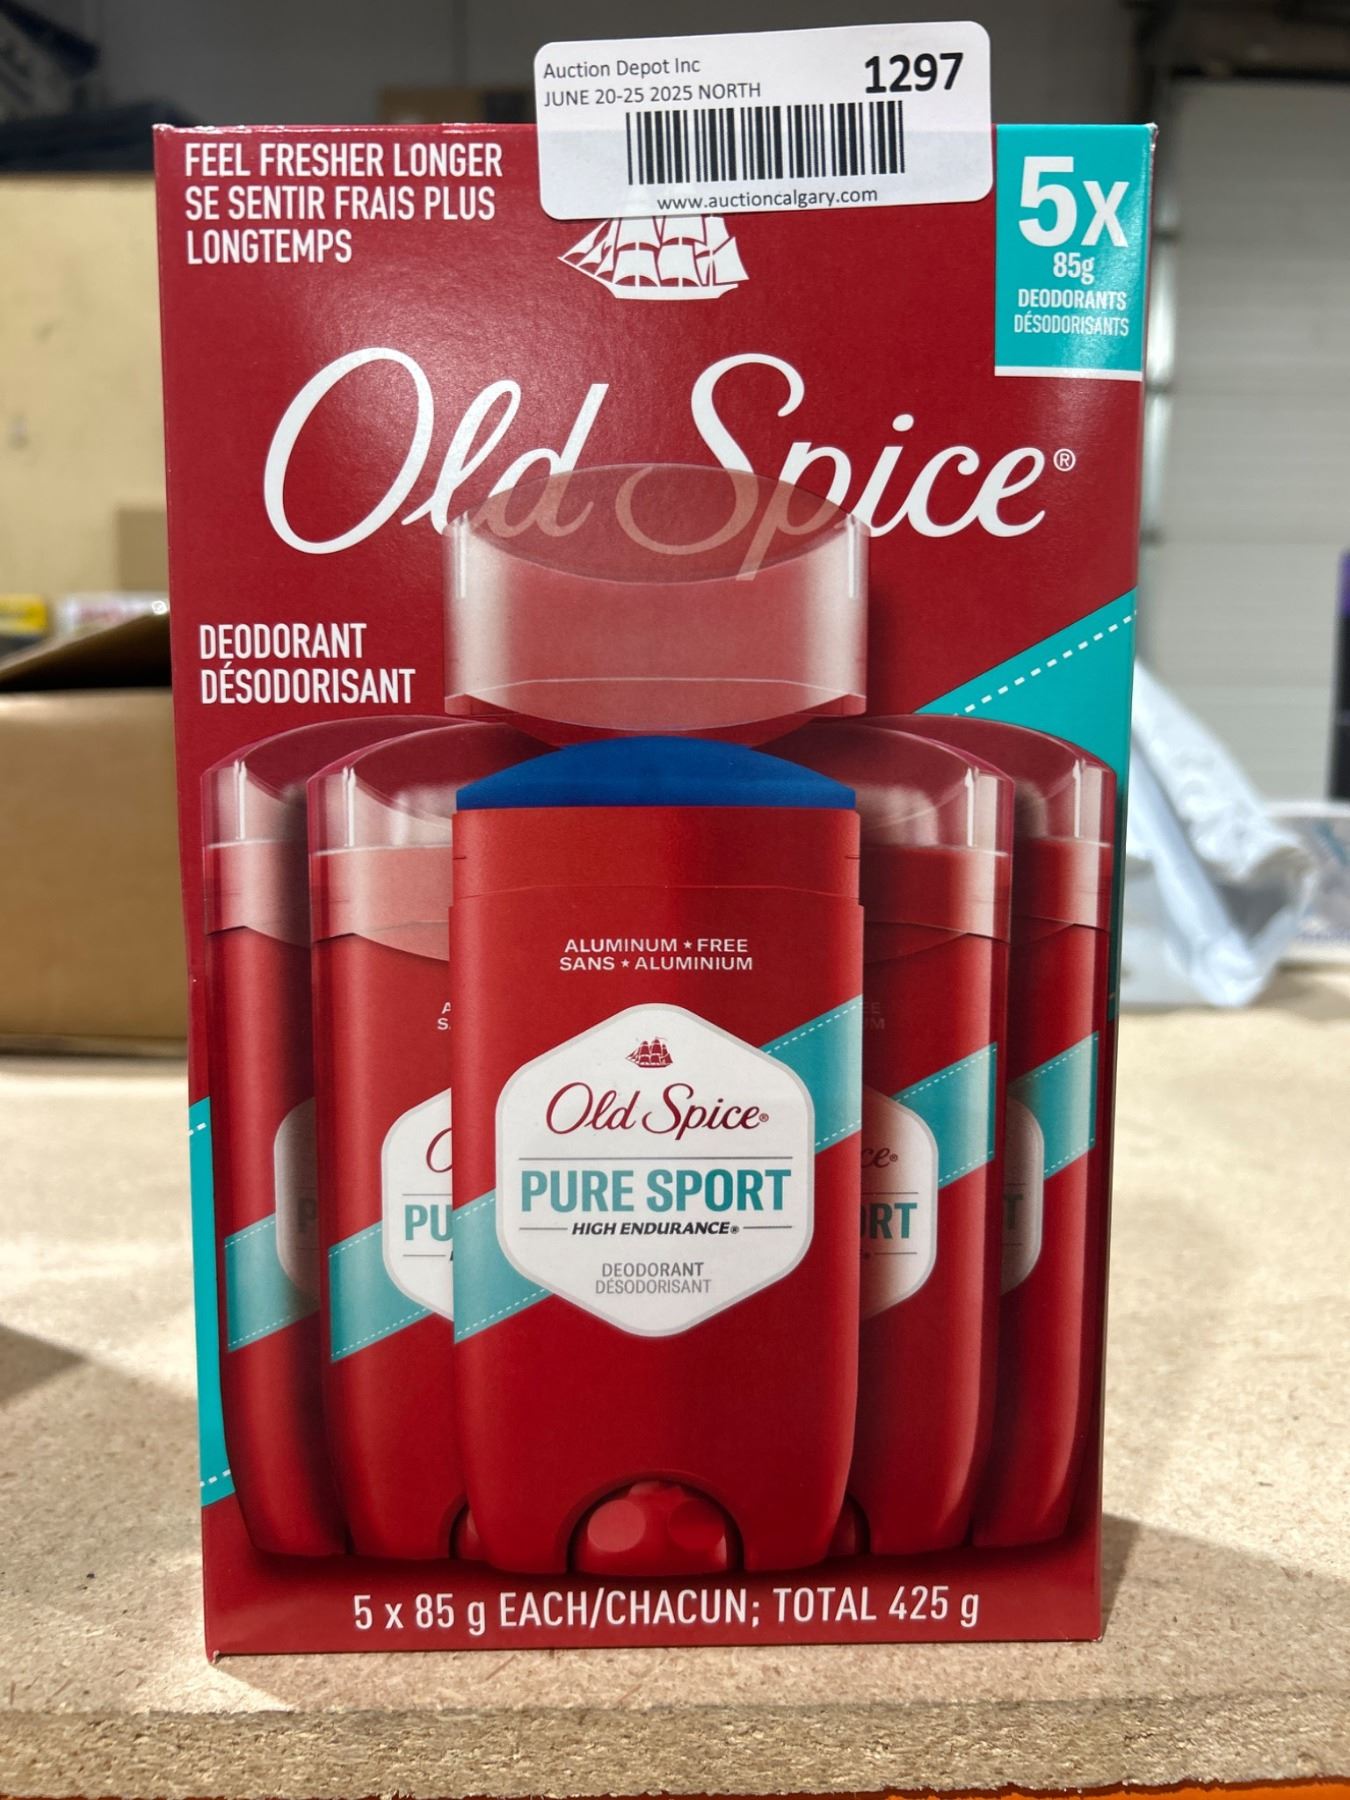 Auction Depot Inc
1297
JUNE 20-25 2025 NORTH
www.auctioncalgary.com
FEEL FRESHER LONGER
SE SENTIR FRAIS PLUS
LONGTEMPS
5x
85g
DEODORANTS
DÉSODORISANTS
Old Spice®
DEODORANT
DÉSODORISANT
ALUMINUM ★ FREE
SANS ★ ALUMINIUM
Old Spice®
PURE SPORT
HIGH ENDURANCE®
DEODORANT
DÉSODORISANT
5 x 85 g EACH/CHACUN; TOTAL 425 g